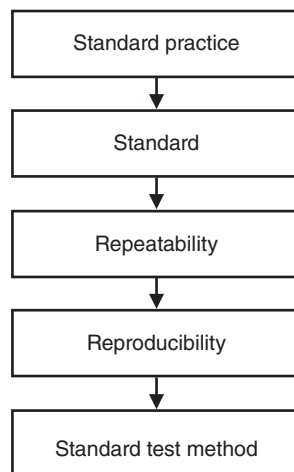 Standard practice
Standard
Repeatability
Reproducibility
Standard test method